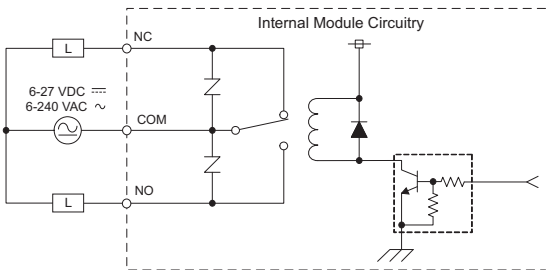 Internal Module Circuitry
NC
L
6-27 VDC ⎓
6-240 VAC ∿
COM
NO
L